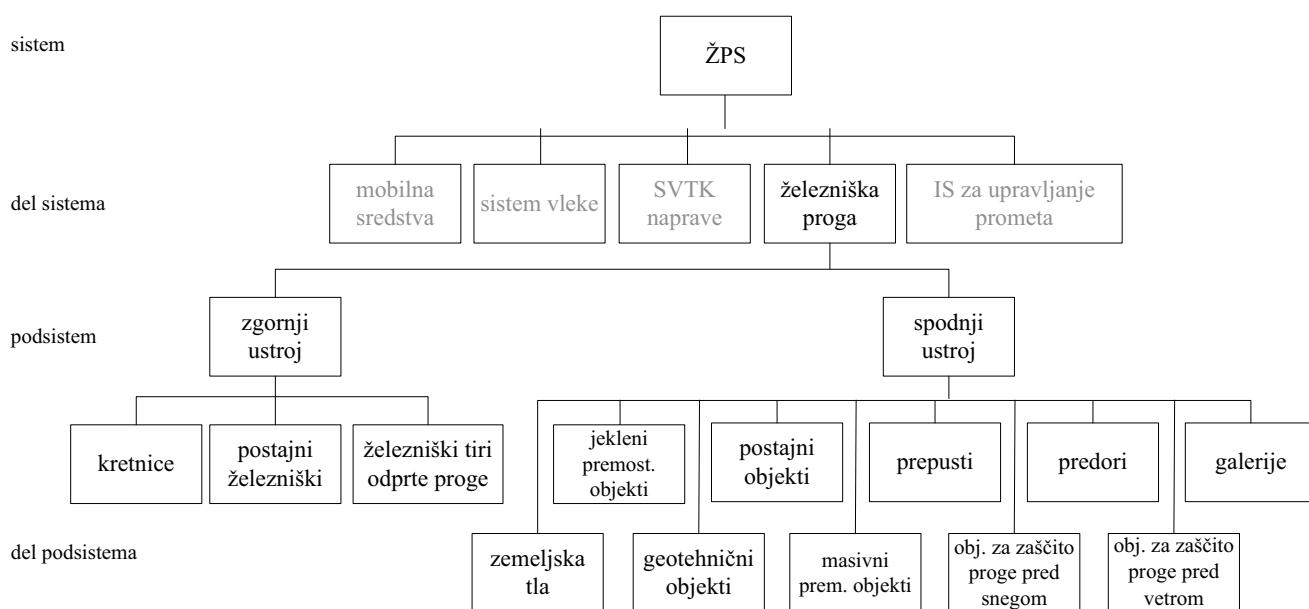 sistem
ŽPS
del sistema
mobilna
sredstva
sistem vleke
SVTK
naprave
železniška
proga
IS za upravljanje
prometa
podsistem
zgornji
ustroj
spodnji
ustroj
kretnice
postajni
železniški
železniški tiri
odprte proge
jekleni
premost.
objekti
postajni
objekti
prepusti
predori
galerije
del podsistema
zemeljska
tla
geotehnični
objekti
masivni
prem. objekti
obj. za zaščito
proge pred
snegom
obj. za zaščito
proge pred
vetrom